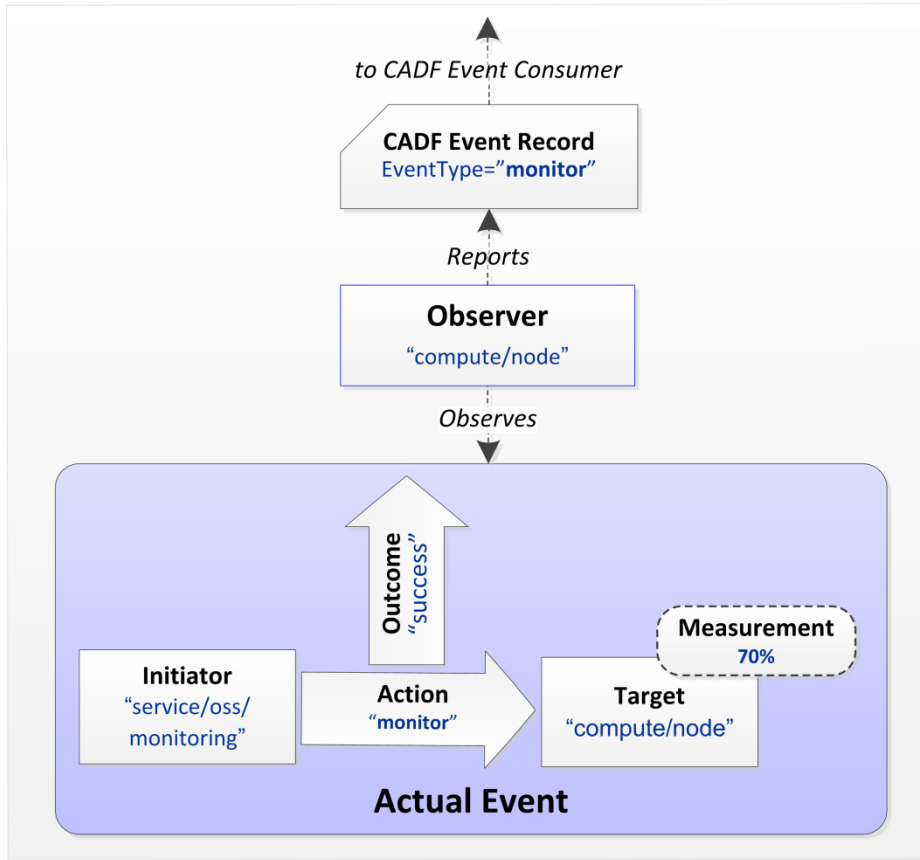 to CADF Event Consumer
CADF Event Record
EventType=”monitor”
Reports
Observer
“compute/node”
Observes
Outcome
“success”
Measurement
70%
Initiator
“service/oss/
monitoring”
Action
“monitor”
Target
“compute/node”
Actual Event